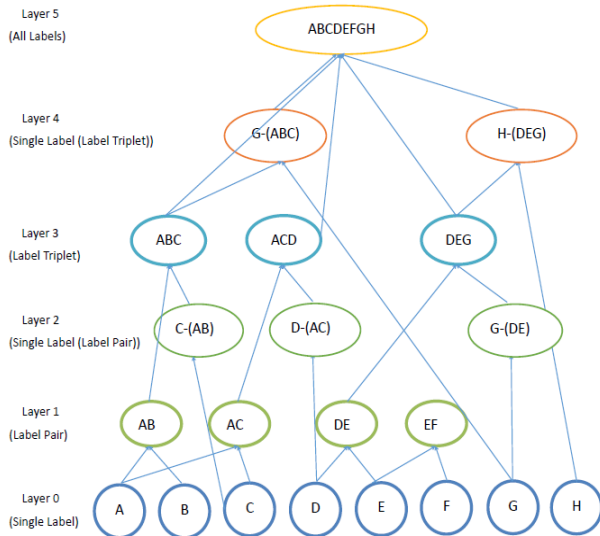 Layer 5
(All Labels)
ABCDEFGH
Layer 4
(Single Label (Label Triplet))
G-(ABC)
H-(DEG)
Layer 3
(Label Triplet)
ABC
ACD
DEG
Layer 2
(Single Label (Label Pair))
C-(AB)
D-(AC)
G-(DE)
Layer 1
(Label Pair)
AB
AC
DE
EF
Layer 0
(Single Label)
A
B
C
D
E
F
G
H